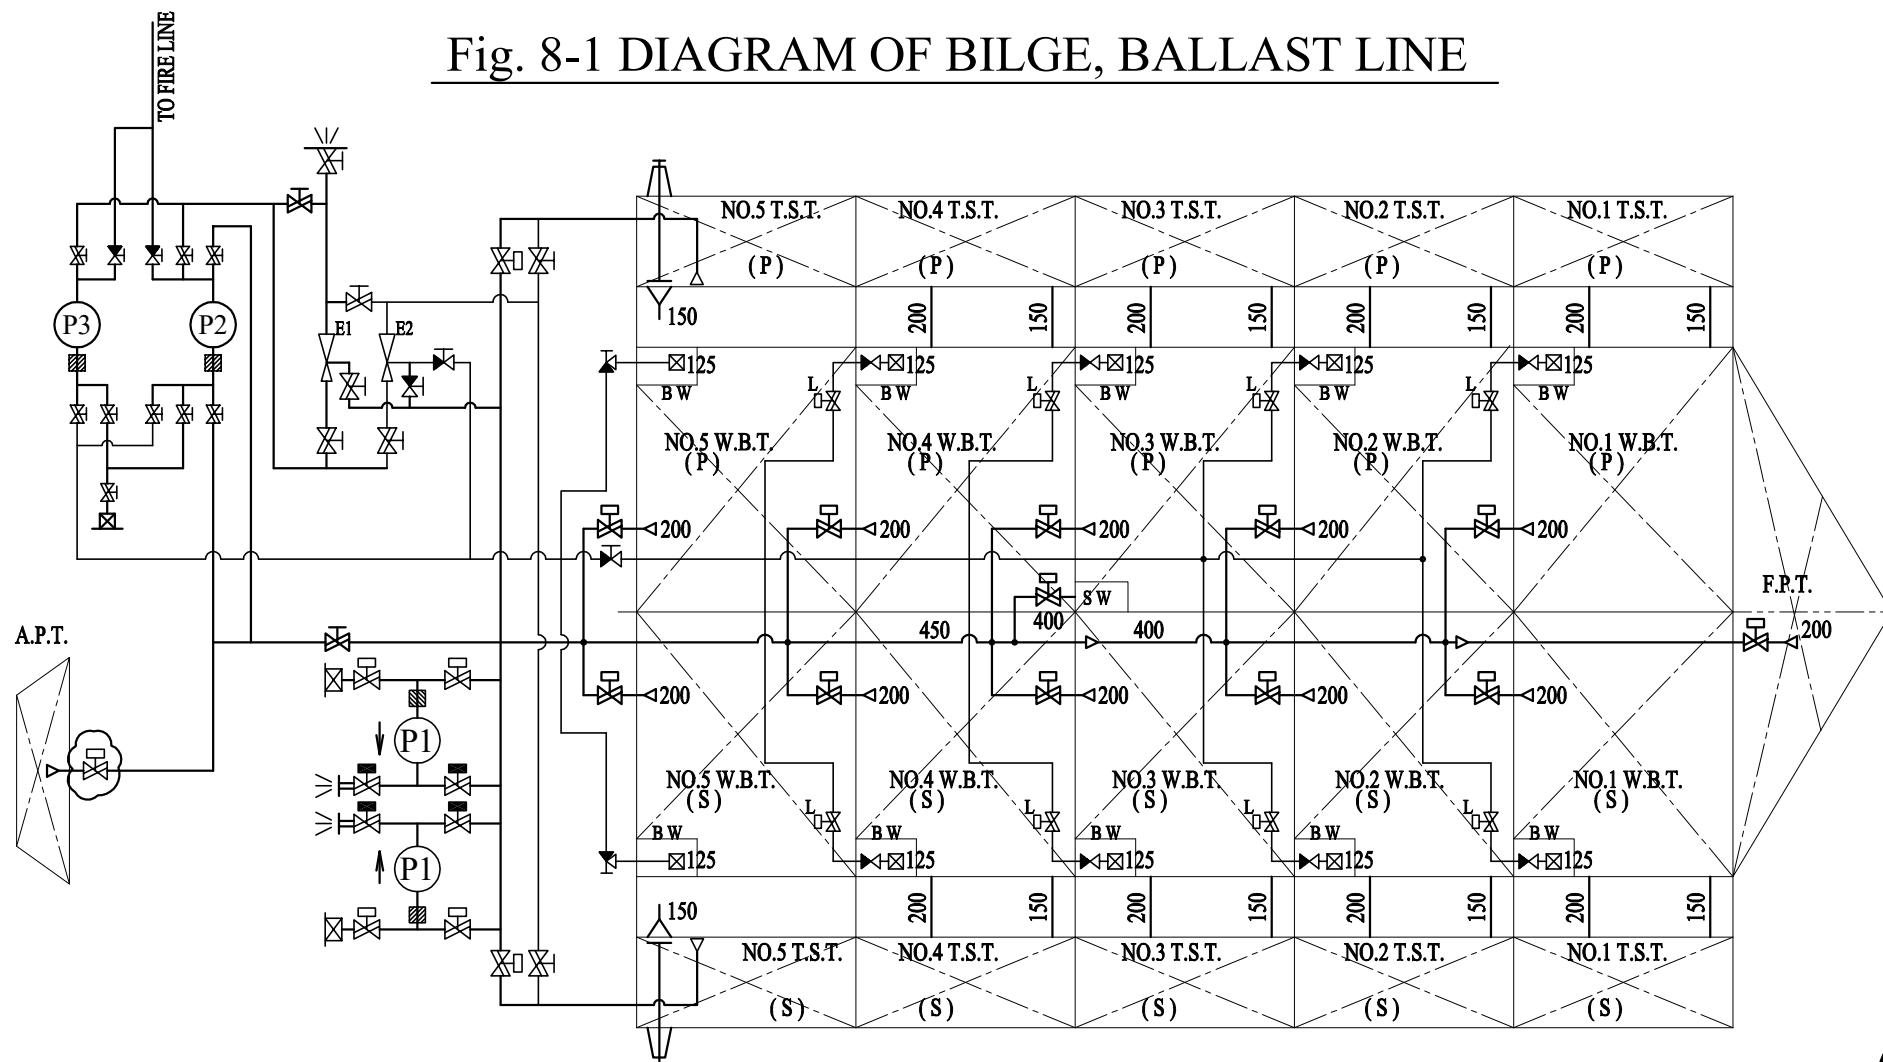 Fig. 8-1 DIAGRAM OF BILGE, BALLAST LINE
TO FIRE LINE
NO.5 T.S.T. NO.4 T.S.T. NO.3 T.S.T. NO.2 T.S.T. NO.1 T.S.T.
(P) (P) (P) (P) (P)
150 200 150 200 150 200 150 200 150
P3 P2 E1 E2
125 125 125 125 125
BW BW BW BW BW
L L L L
NO.5 W.B.T. NO.4 W.B.T. NO.3 W.B.T. NO.2 W.B.T. NO.1 W.B.T.
(P) (P) (P) (P) (P)
200 200 200 200 200
SW F.P.T.
400
A.P.T. 450 400 200
200 200 200 200 200
P1
NO.5 W.B.T. NO.4 W.B.T. NO.3 W.B.T. NO.2 W.B.T. NO.1 W.B.T.
(S) (S) (S) (S) (S)
L L L L
BW BW BW BW BW
125 125 125 125 125
P1
150 200 150 200 150 200 150 200 150
NO.5 T.S.T. NO.4 T.S.T. NO.3 T.S.T. NO.2 T.S.T. NO.1 T.S.T.
(S) (S) (S) (S) (S)